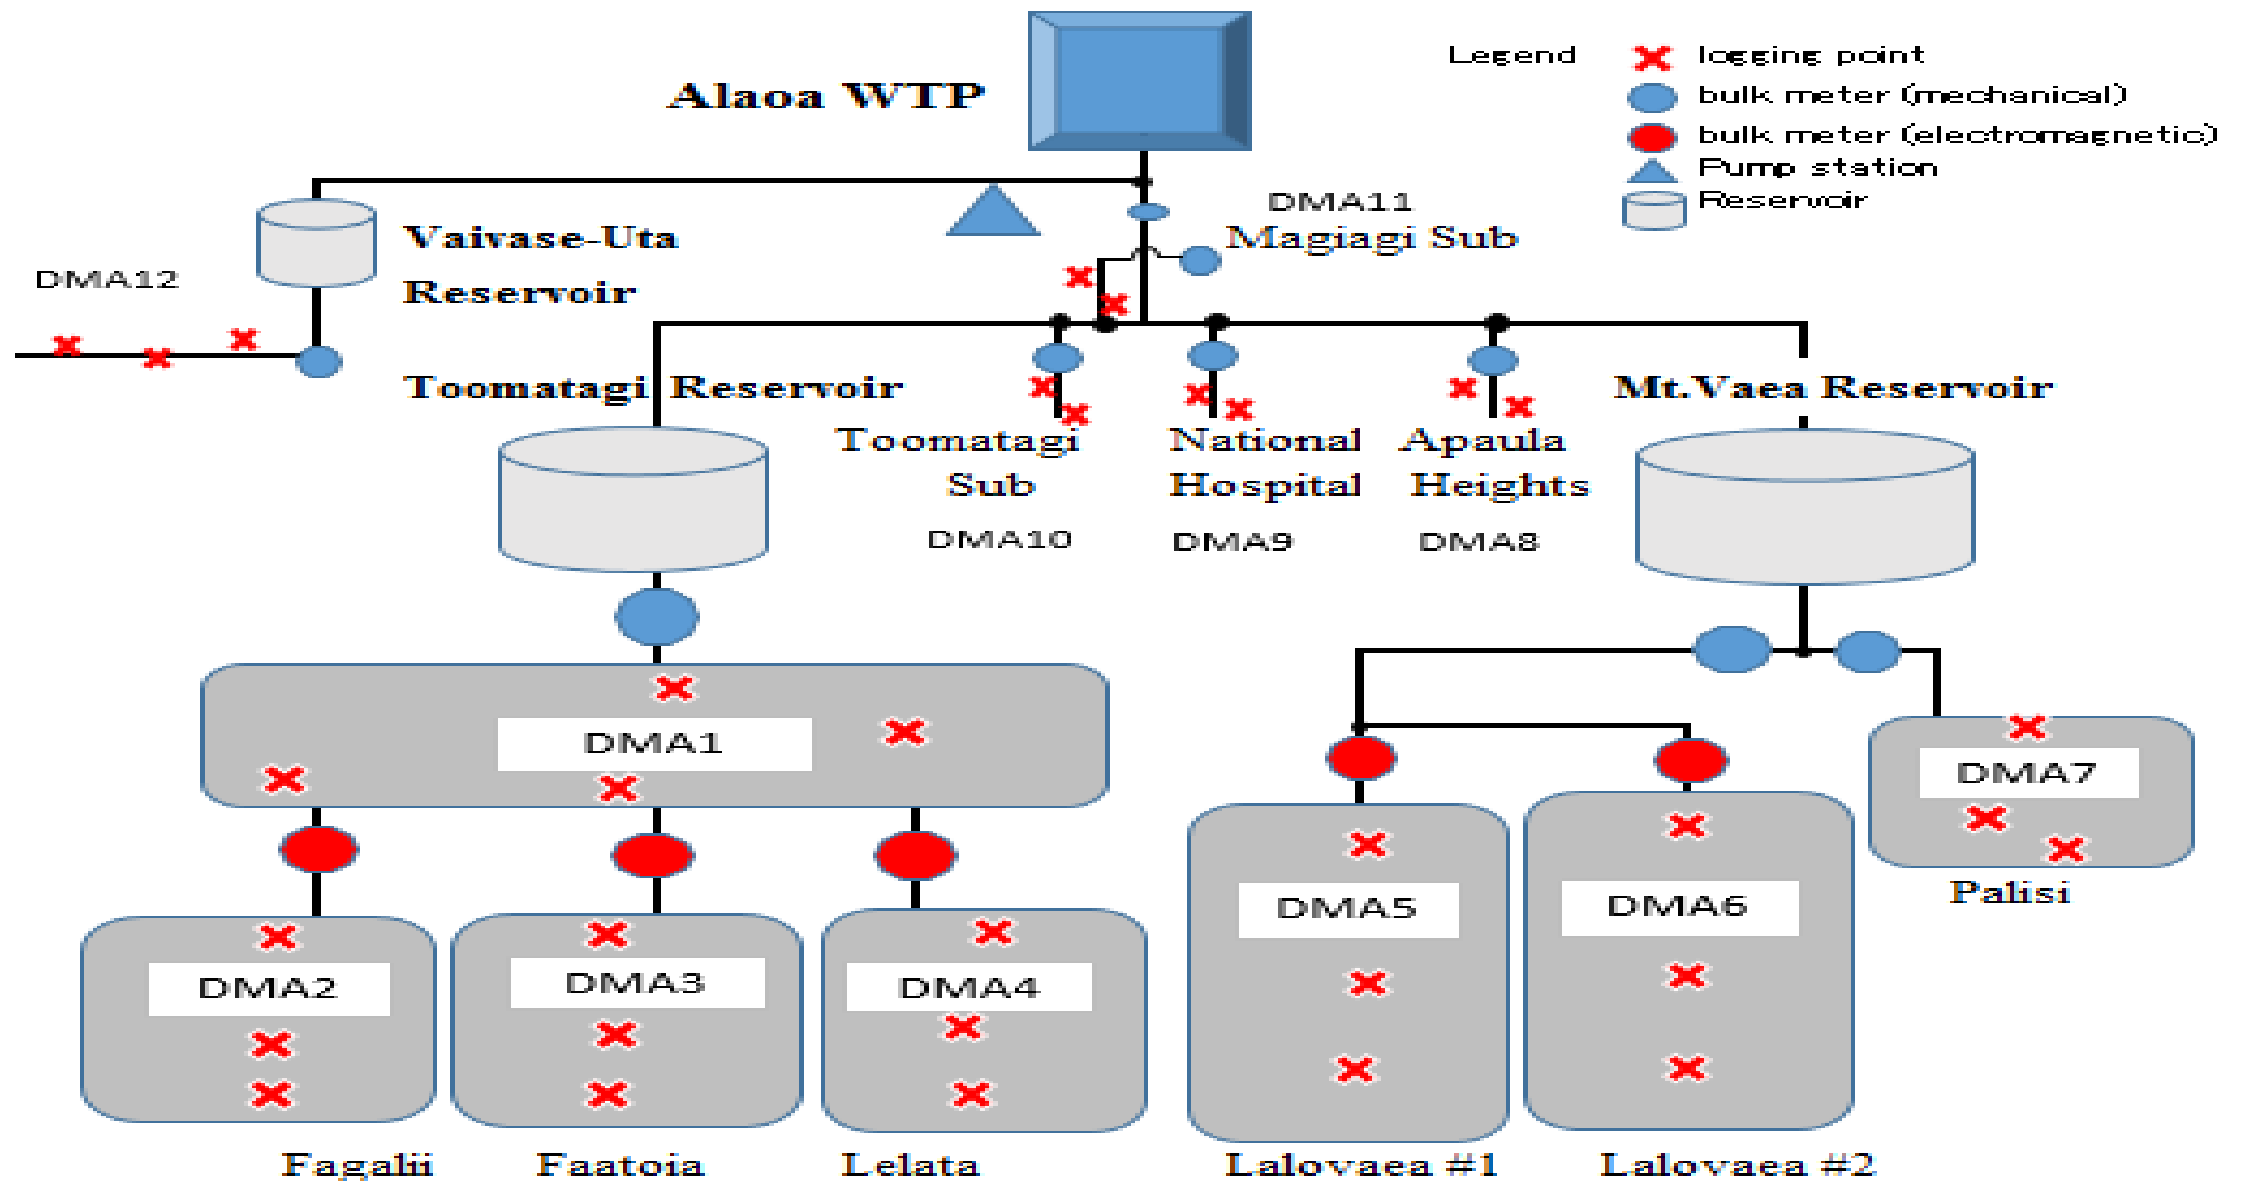 Legend
logging point
bulk meter (mechanical)
bulk meter (electromagnetic)
Pump station
Reservoir
Alaoa WTP
DMA11
Magiagi Sub
Vaivase-Uta
Reservoir
DMA12
Toomatagi Reservoir
Mt.Vaea Reservoir
Toomatagi
Sub
DMA10
National
Hospital
DMA9
Apaula
Heights
DMA8
DMA1
DMA7
Palisi
DMA5
DMA6
DMA2
DMA3
DMA4
Fagalii
Faatoia
Lelata
Lalovaea #1
Lalovaea #2